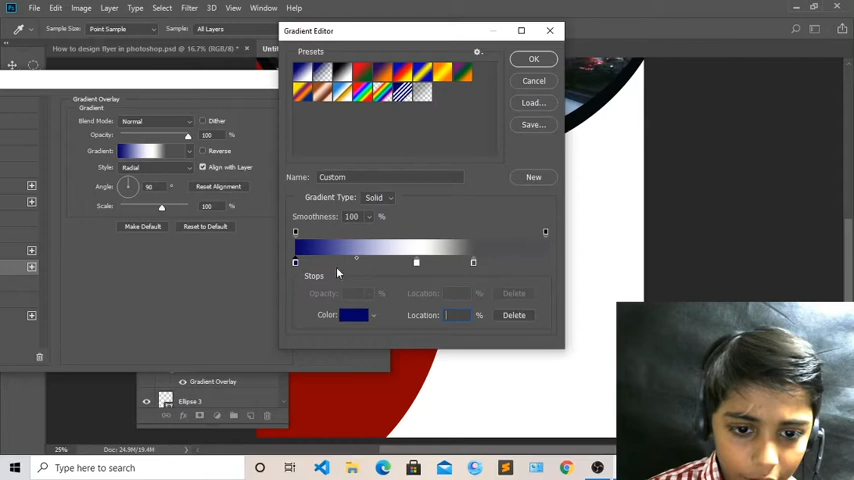 File Edit Image Layer Type Select Filter 3D View Window Help
Sample Size: Point Sample Sample: All Layers
How to design flyer in photoshop.psd @ 16.7% (RGB/8) *
Gradient Editor
Presets
OK
Cancel
Load...
Save...
Name: Custom
New
Gradient Type: Solid
Smoothness: 100 %
Stops
Opacity: % Location: % Delete
Color: Location: % Delete
Gradient Overlay
Gradient
Blend Mode: Normal Dither
Opacity: 100 %
Gradient: Reverse
Style: Radial Align with Layer
Angle: 90 ° Reset Alignment
Scale: 100 %
Make Default Reset to Default
Gradient Overlay
Ellipse 3
25% Doc: 24.9M/19.4M
Type here to search